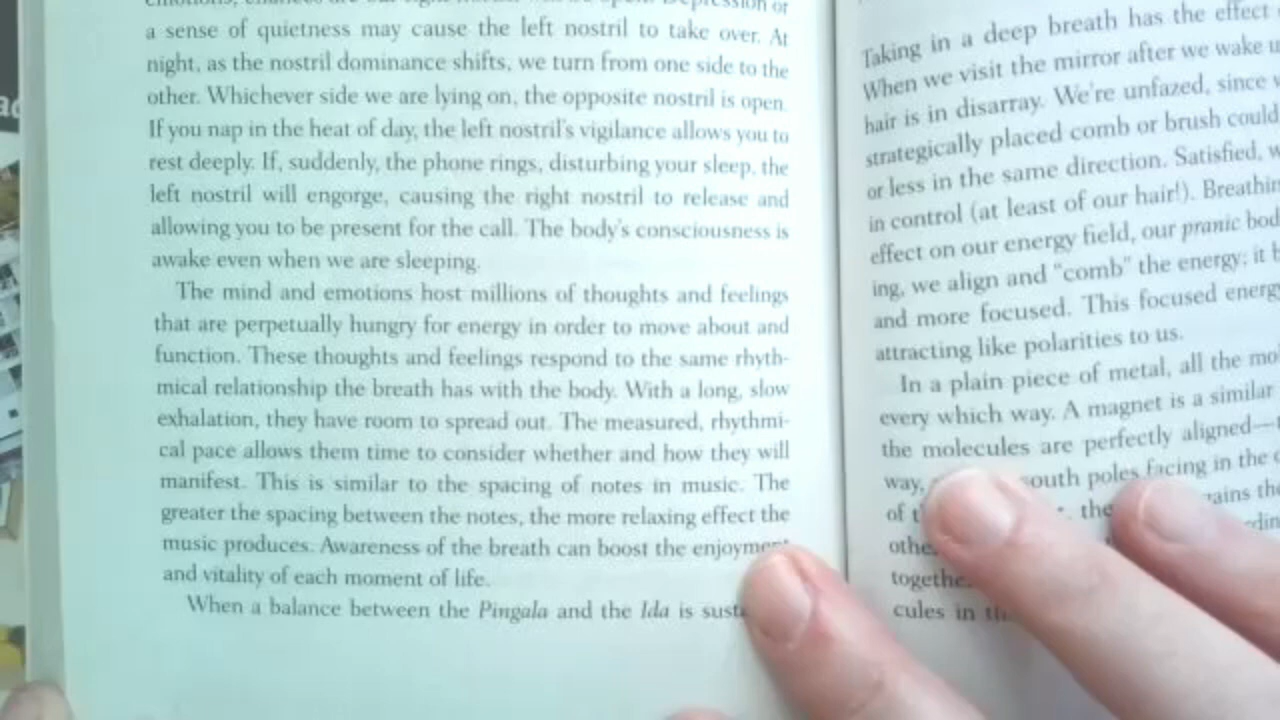 a sense of quietness may cause the left nostril to take over. At
night, as the nostril dominance shifts, we turn from one side to the
other. Whichever side we are lying on, the opposite nostril is open.
If you nap in the heat of day, the left nostril's vigilance allows you to
rest deeply. If, suddenly, the phone rings, disturbing your sleep, the
left nostril will engorge, causing the right nostril to release and
allowing you to be present for the call. The body's consciousness is
awake even when we are sleeping.
The mind and emotions host millions of thoughts and feelings
that are perpetually hungry for energy in order to move about and
function. These thoughts and feelings respond to the same rhyth-
mical relationship the breath has with the body. With a long, slow
exhalation, they have room to spread out. The measured, rhythmi-
cal pace allows them time to consider whether and how they will
manifest. This is similar to the spacing of notes in music. The
greater the spacing between the notes, the more relaxing effect the
music produces. Awareness of the breath can boost the enjoyment
and vitality of each moment of life.
When a balance between the Pingala and the Ida is
Taking in a deep breath has the effect
When we visit the mirror after we wake
hair is in disarray. We're unfazed, since
strategically placed comb or brush could
or less in the same direction. Satisfied,
in control (at least of our hair!). Breathin
effect on our energy field, our pranic
ing, we align and "comb" the energy; it
and more focused. This focused energy
attracting like polarities to us.
In a plain piece of metal, all the
every which way. A magnet is a similar
the molecules are perfectly aligned—
way, south poles facing in the
of the
cules in